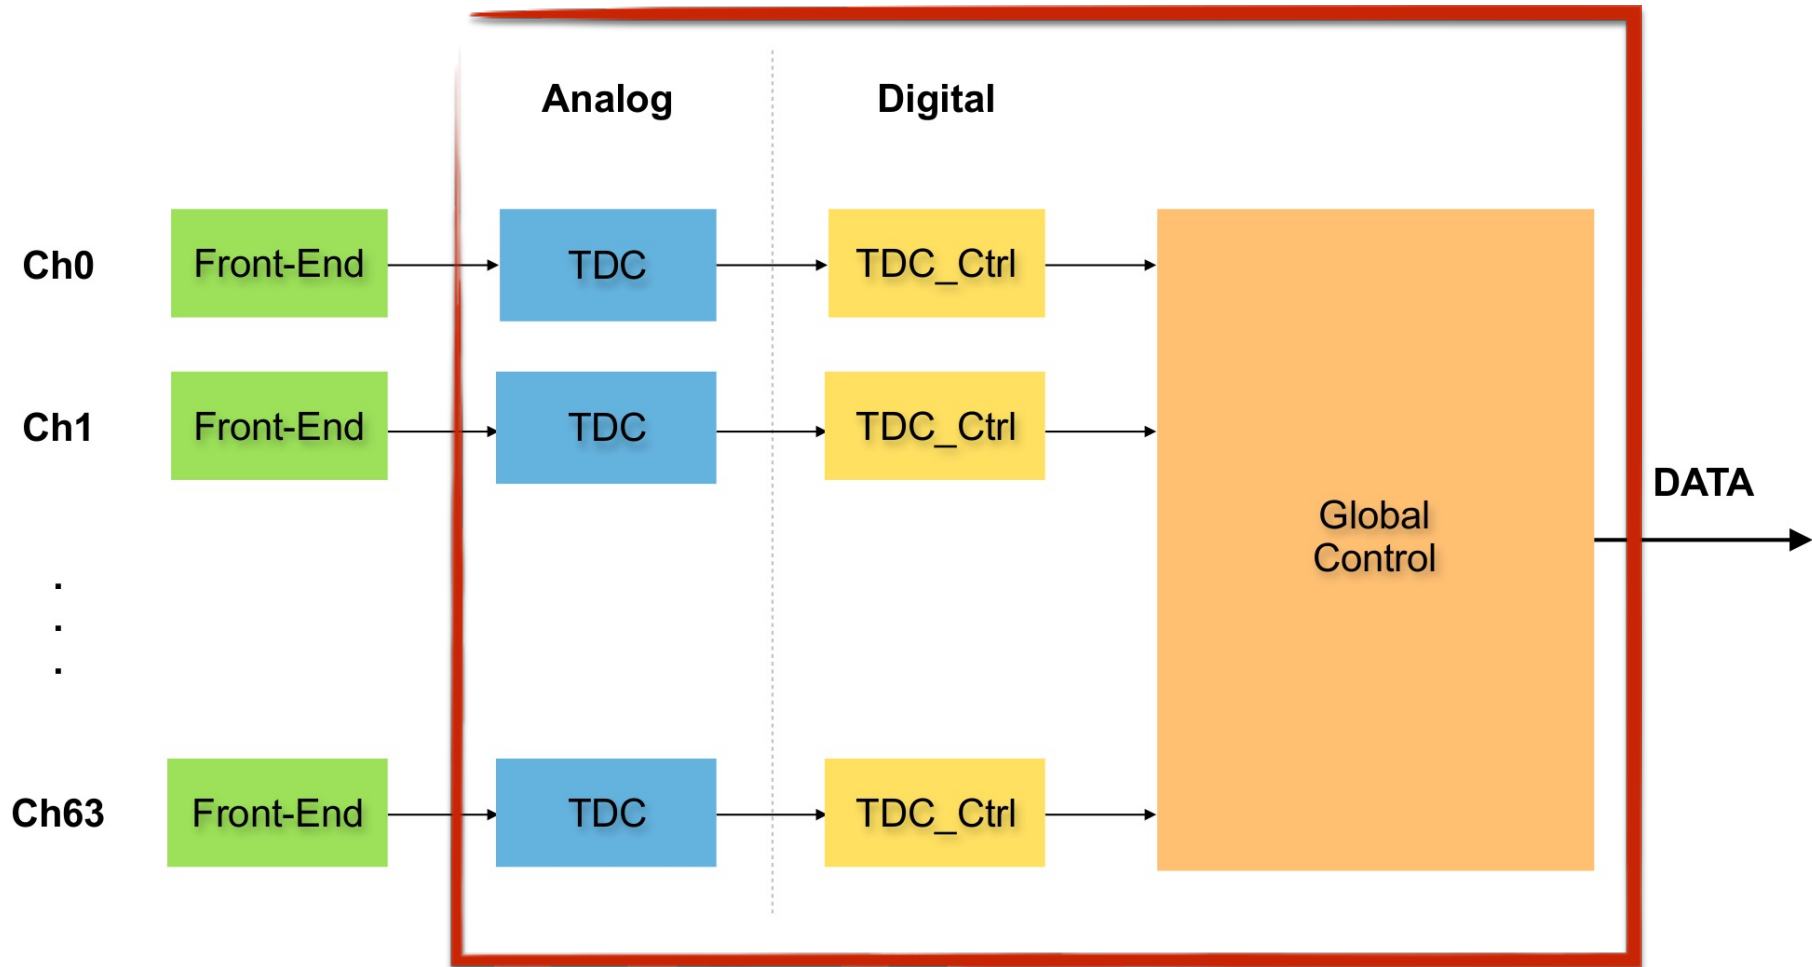 Analog
Digital
Ch0
Front-End
TDC
TDC_Ctrl
Ch1
Front-End
TDC
TDC_Ctrl
DATA
Global
Control
.
.
.
Ch63
Front-End
TDC
TDC_Ctrl